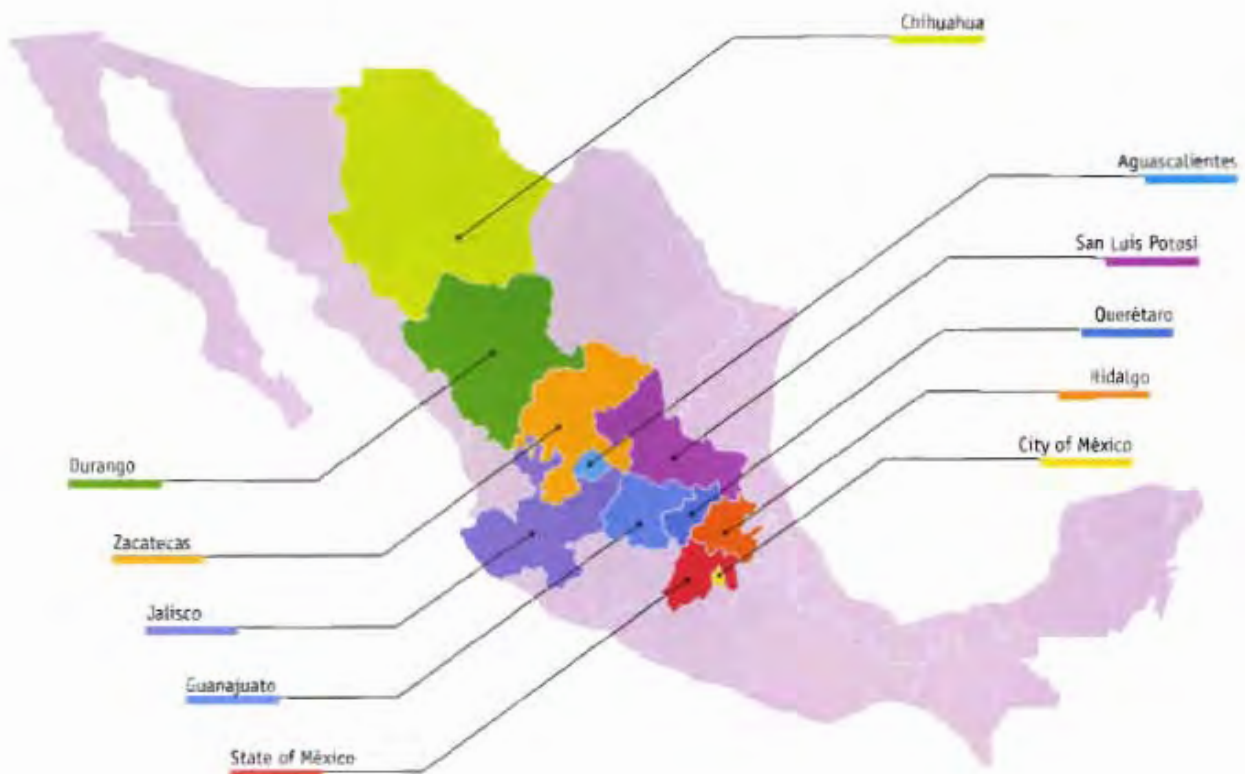 Chihuahua
Aguascalientes
San Luis Potosí
Querétaro
Hidalgo
City of México
Durango
Zacatecas
Jalisco
Guanajuato
State of México